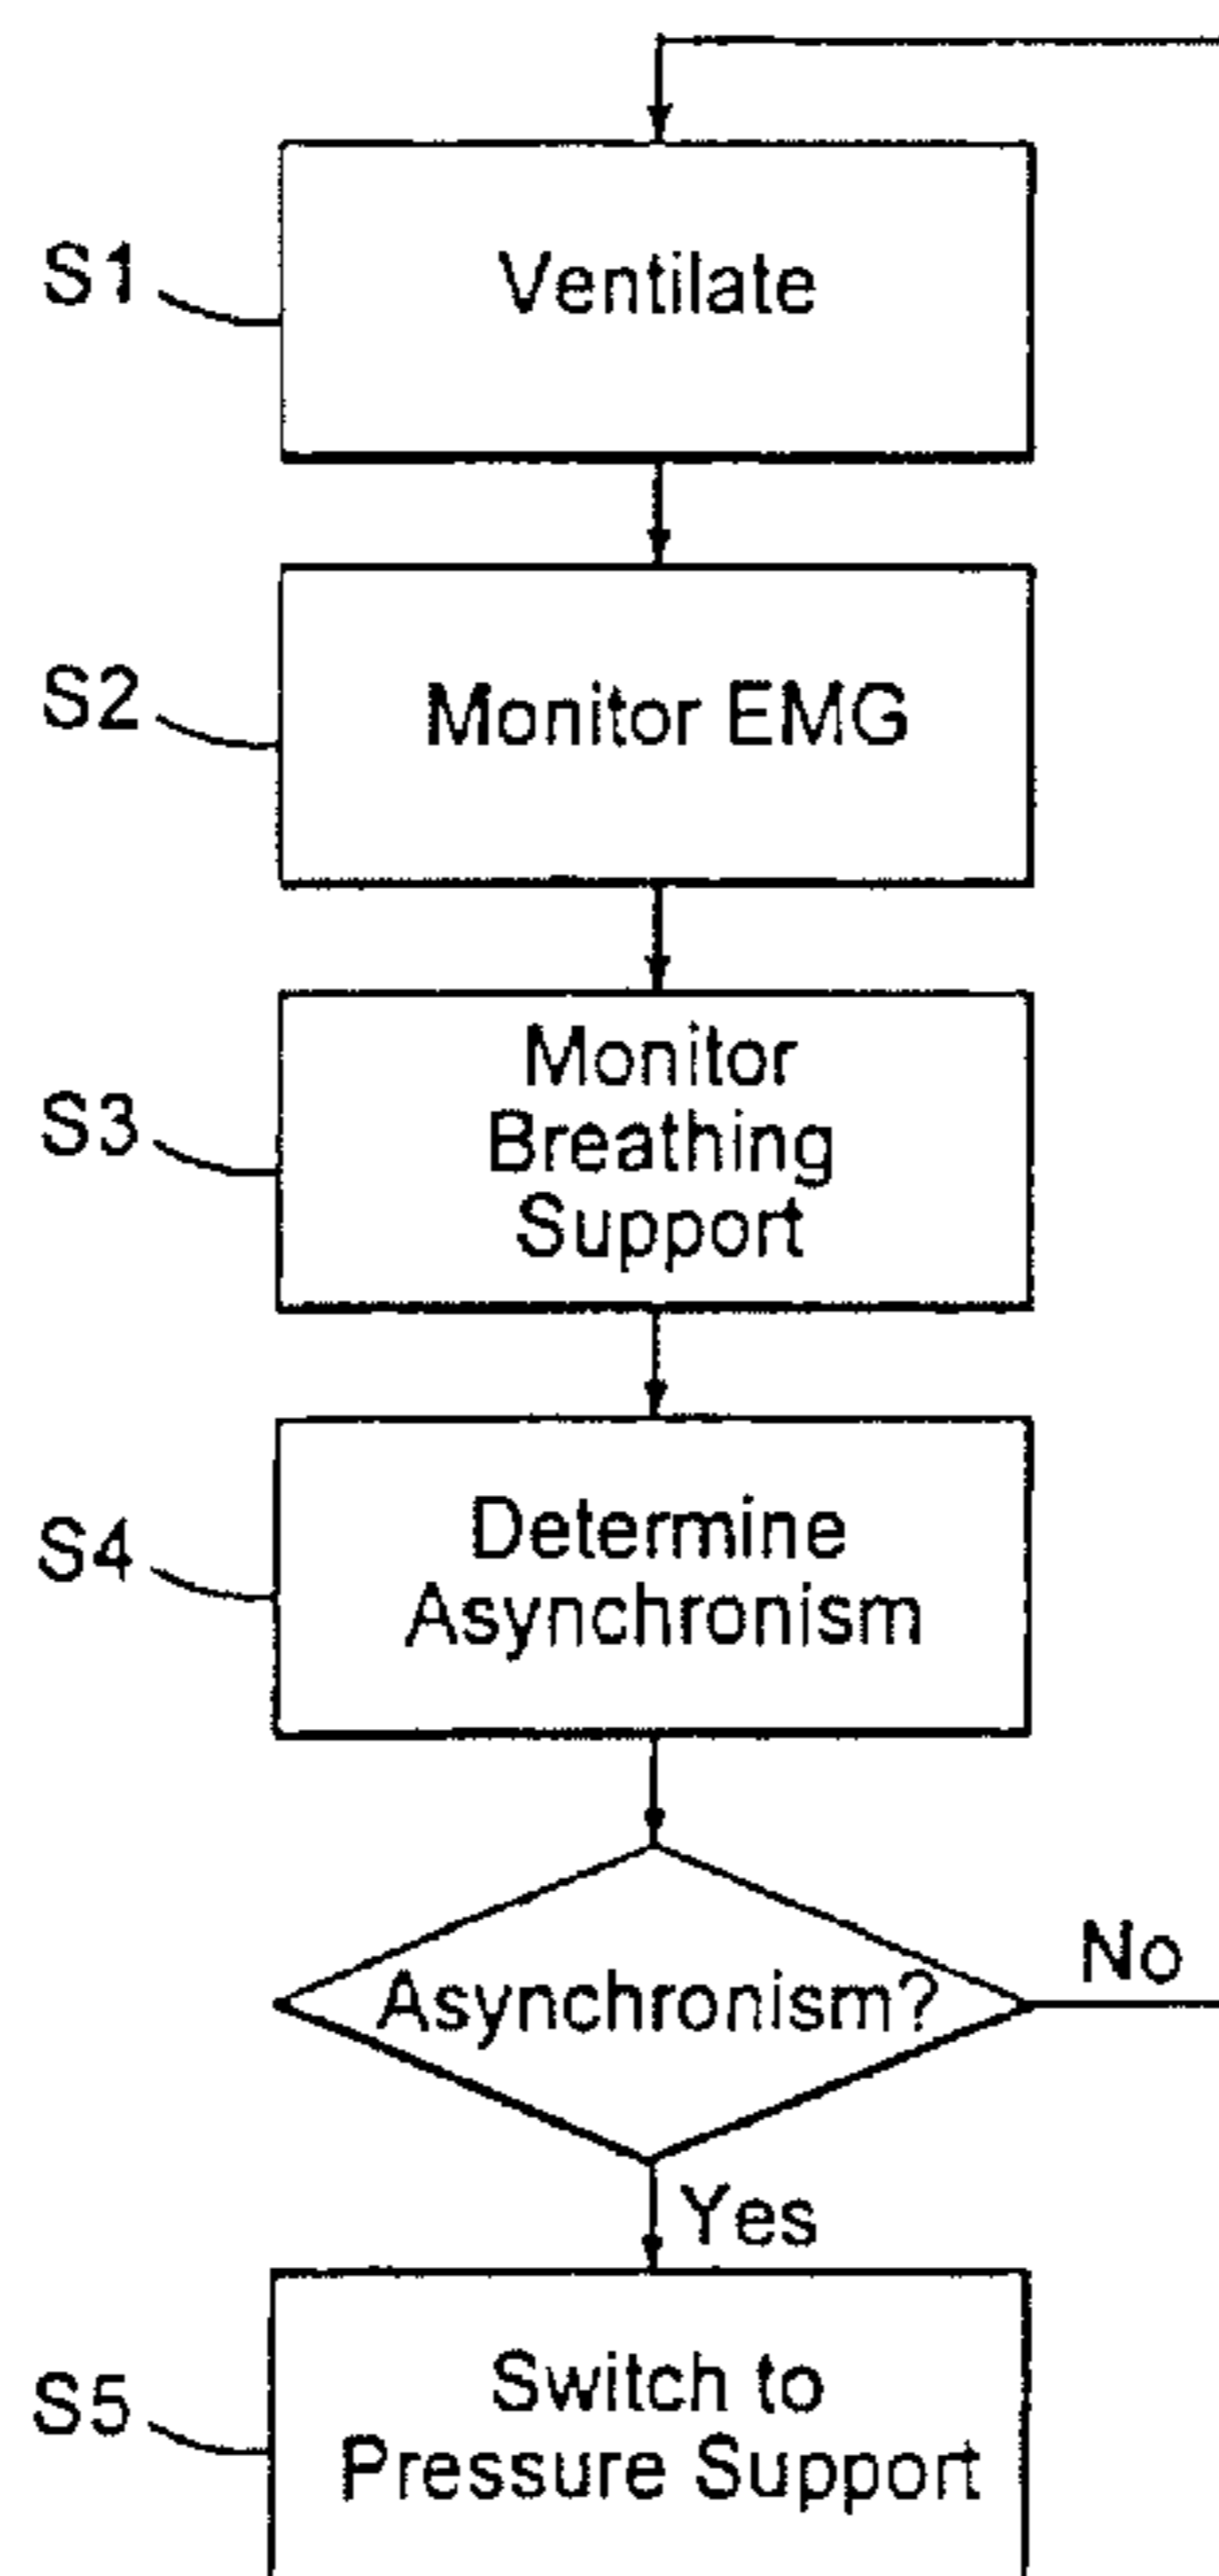 S1
Ventilate
S2
Monitor EMG
S3
Monitor
Breathing
Support
S4
Determine
Asynchronism
Asynchronism?
No
Yes
S5
Switch to
Pressure Support